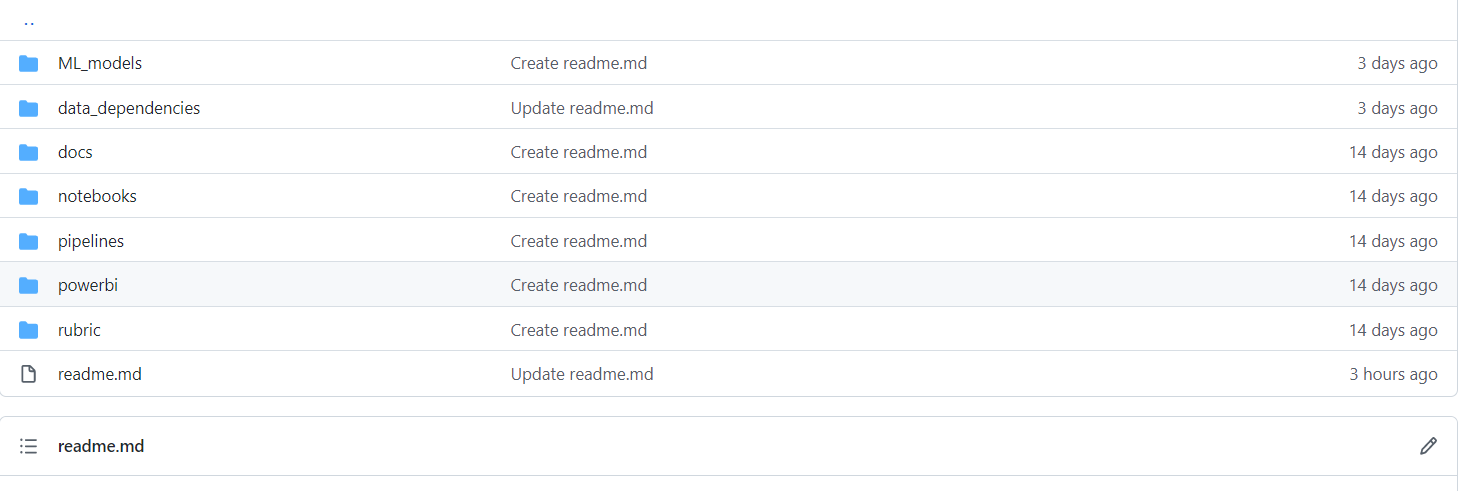 ..
ML_models Create readme.md 3 days ago
data_dependencies Update readme.md 3 days ago
docs Create readme.md 14 days ago
notebooks Create readme.md 14 days ago
pipelines Create readme.md 14 days ago
powerbi Create readme.md 14 days ago
rubric Create readme.md 14 days ago
readme.md Update readme.md 3 hours ago
readme.md